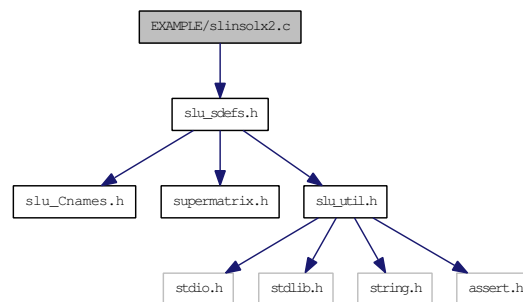 EXAMPLE/slinsolx2.c
slu_sdefs.h
slu_Cnames.h
supermatrix.h
slu_util.h
stdio.h
stdlib.h
string.h
assert.h